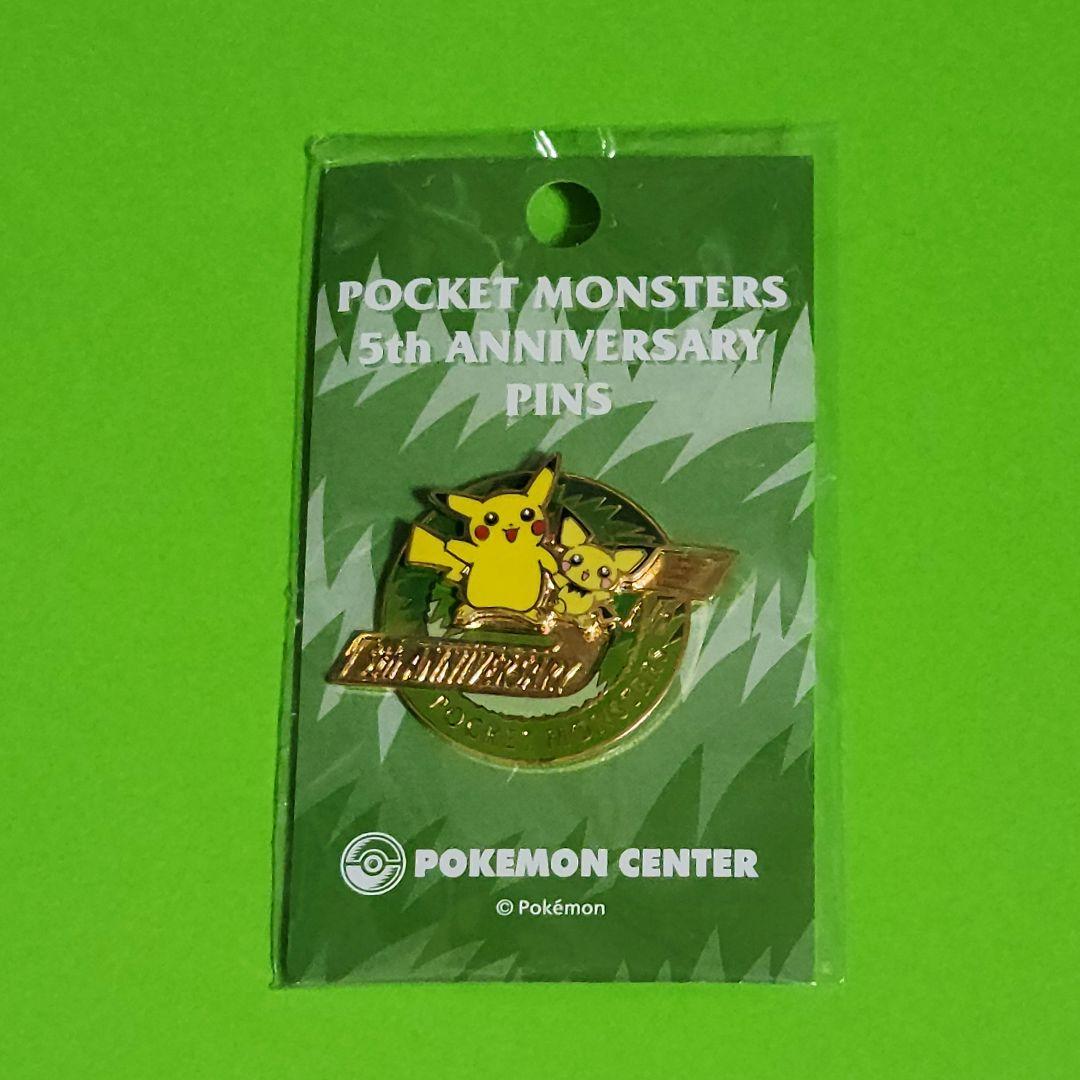 POCKET MONSTERS
5th ANNIVERSARY
PINS
5th ANNIVERSARY
POCKET MONSTERS
POKEMON CENTER
© Pokémon